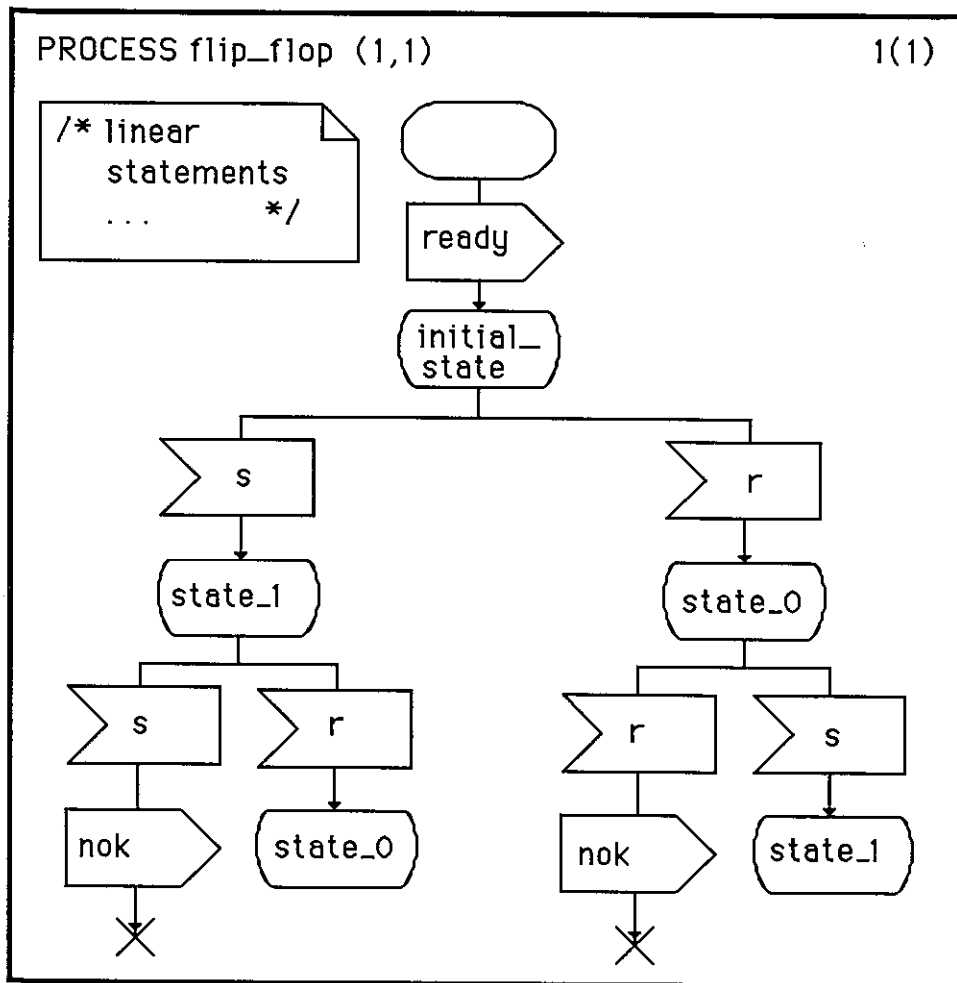 PROCESS flip_flop (1,1) 1(1)
/* linear
statements
... */
ready
initial_
state
s r
state_1 state_0
s r r s
nok state_0 nok state_1